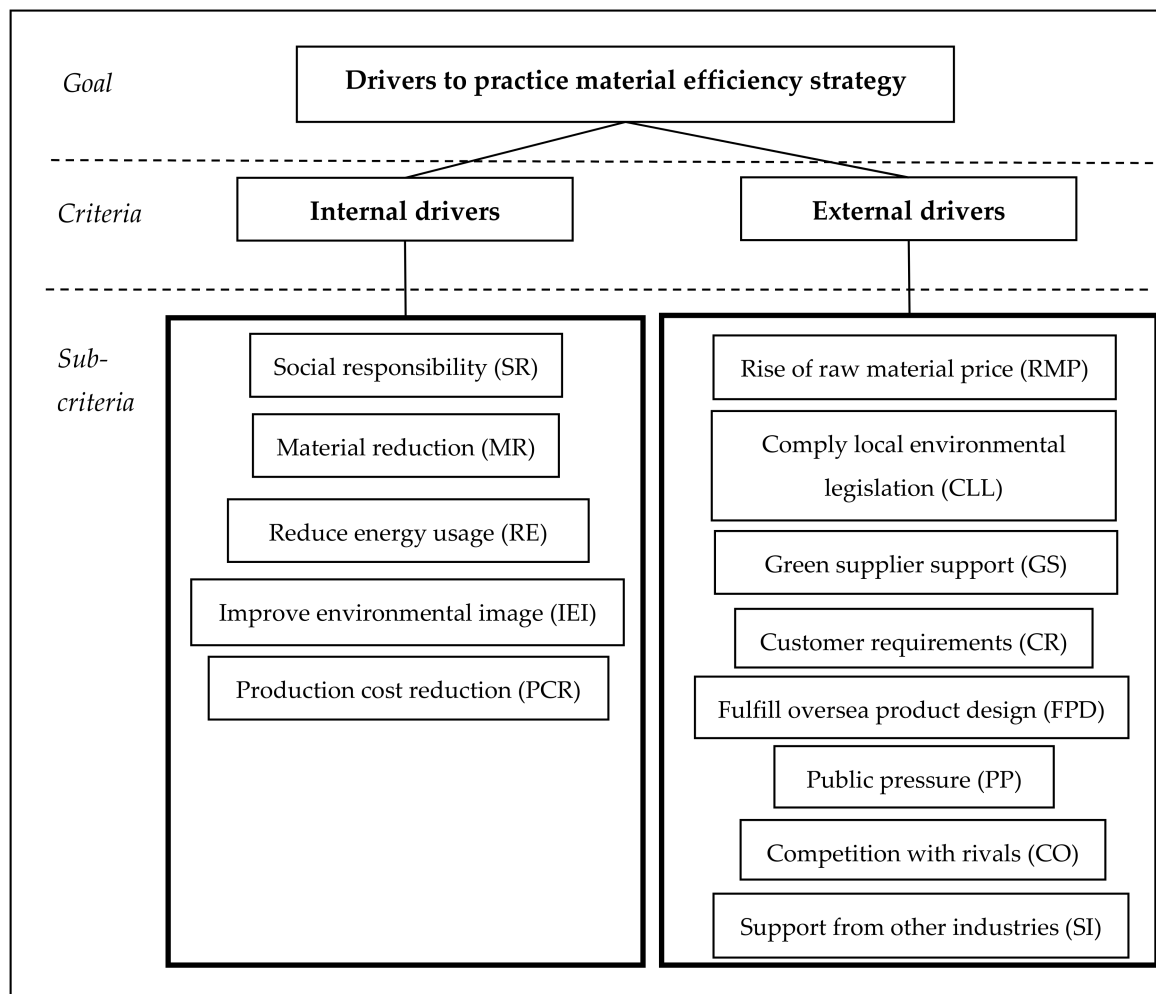 Goal
Drivers to practice material efficiency strategy
Criteria
Internal drivers
External drivers
Sub-
criteria
Social responsibility (SR)
Material reduction (MR)
Reduce energy usage (RE)
Improve environmental image (IEI)
Production cost reduction (PCR)
Rise of raw material price (RMP)
Comply local environmental
legislation (CLL)
Green supplier support (GS)
Customer requirements (CR)
Fulfill oversea product design (FPD)
Public pressure (PP)
Competition with rivals (CO)
Support from other industries (SI)